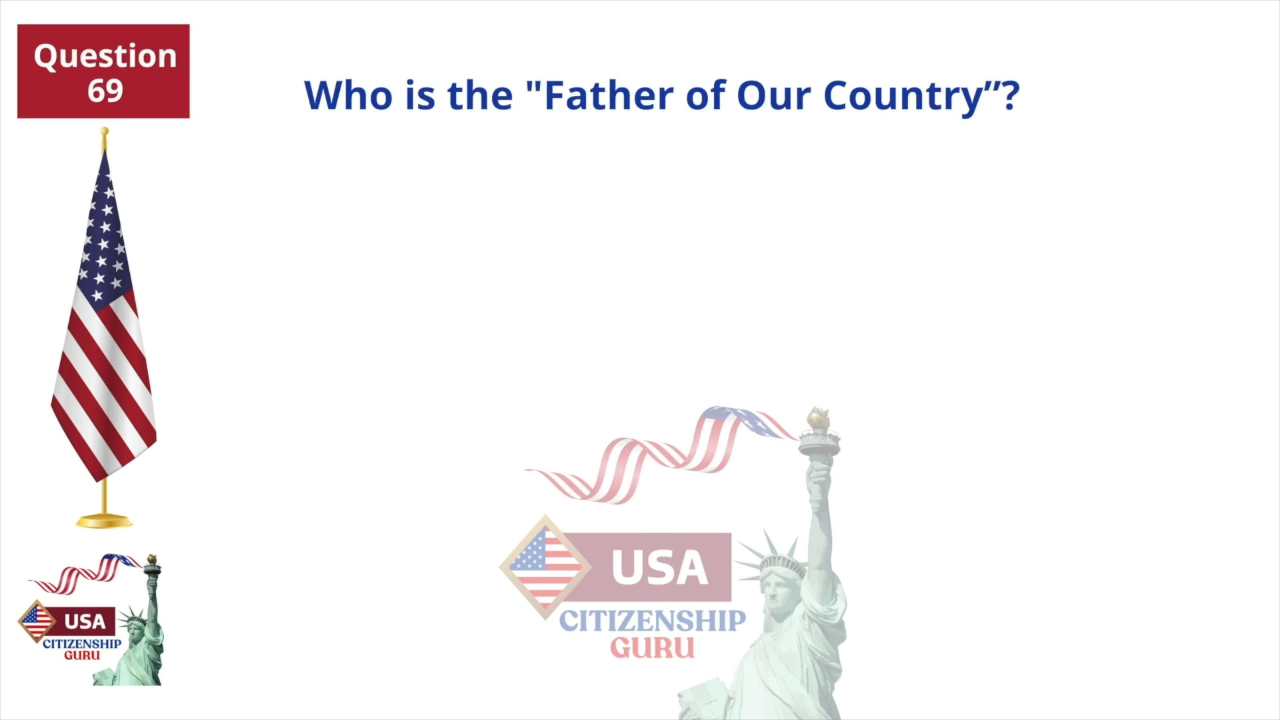 Question
69
Who is the "Father of Our Country”?
USA
CITIZENSHIP
GURU
USA
CITIZENSHIP
GURU